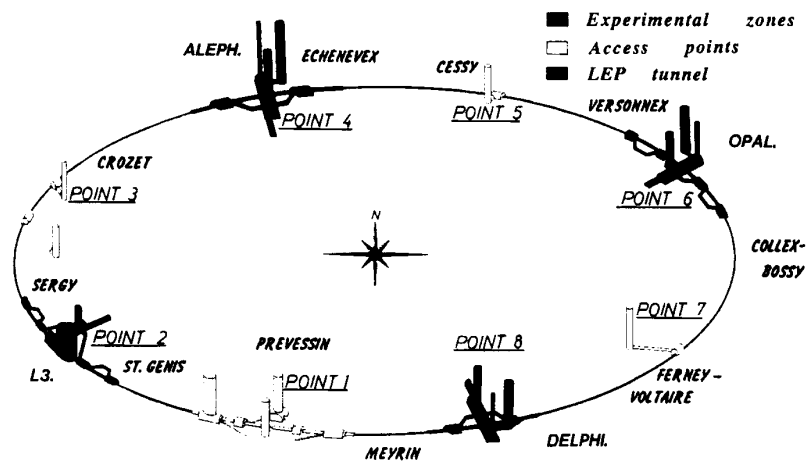 Experimental zones
Access points
LEP tunnel
ALEPH.
ECHENEVEX
CESSY
VERSONNEX
POINT 4
POINT 5
OPAL.
CROZET
POINT 3
POINT 6
N
COLLEX-
BOSSY
SERGY
POINT 7
POINT 2
PREVESSIN
POINT 8
L3.
ST. GENIS
POINT 1
FERNEY-
VOLTAIRE
MEYRIN
DELPHI.